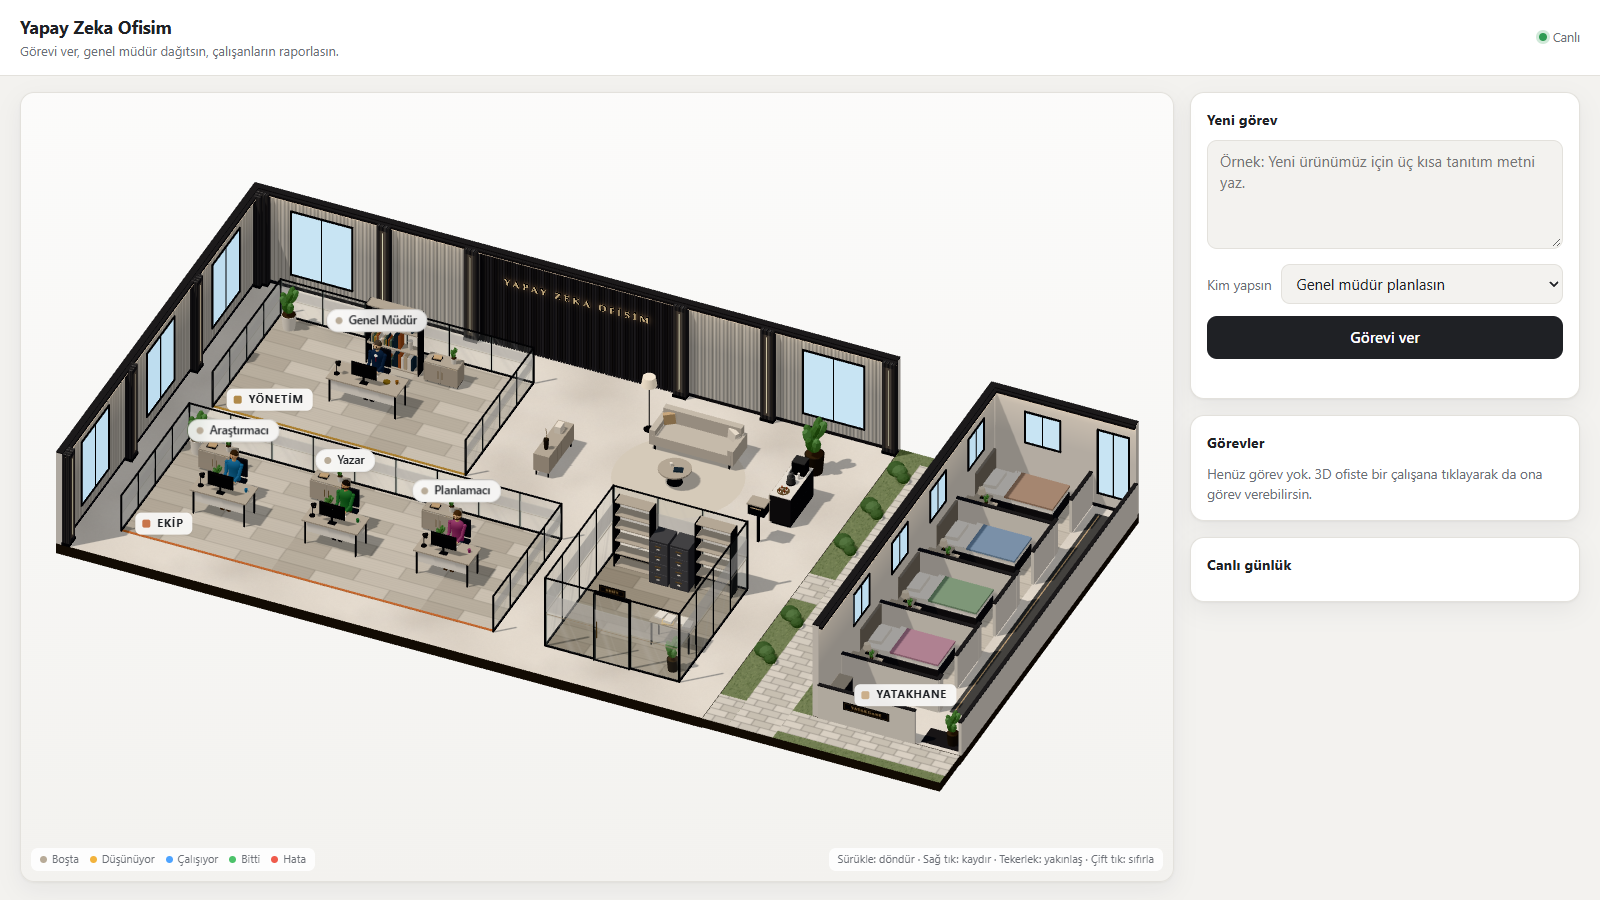 Yapay Zeka Ofisim
Görevi ver, genel müdür dağıtsın, çalışanların raporlasın.
Canlı
YAPAY ZEKA OFİSİM
Genel Müdür
YÖNETİM
Araştırmacı
Yazar
Planlamacı
EKİP
YATAKHANE
Boşta
Düşünüyor
Çalışıyor
Bitti
Hata
Sürükle: döndür · Sağ tık: kaydır · Tekerlek: yakınlaş · Çift tık: sıfırla
Yeni görev
Örnek: Yeni ürünümüz için üç kısa tanıtım metni
yaz.
Kim yapsın
Genel müdür planlasın
Görevi ver
Görevler
Henüz görev yok. 3D ofiste bir çalışana tıklayarak da ona
görev verebilirsin.
Canlı günlük